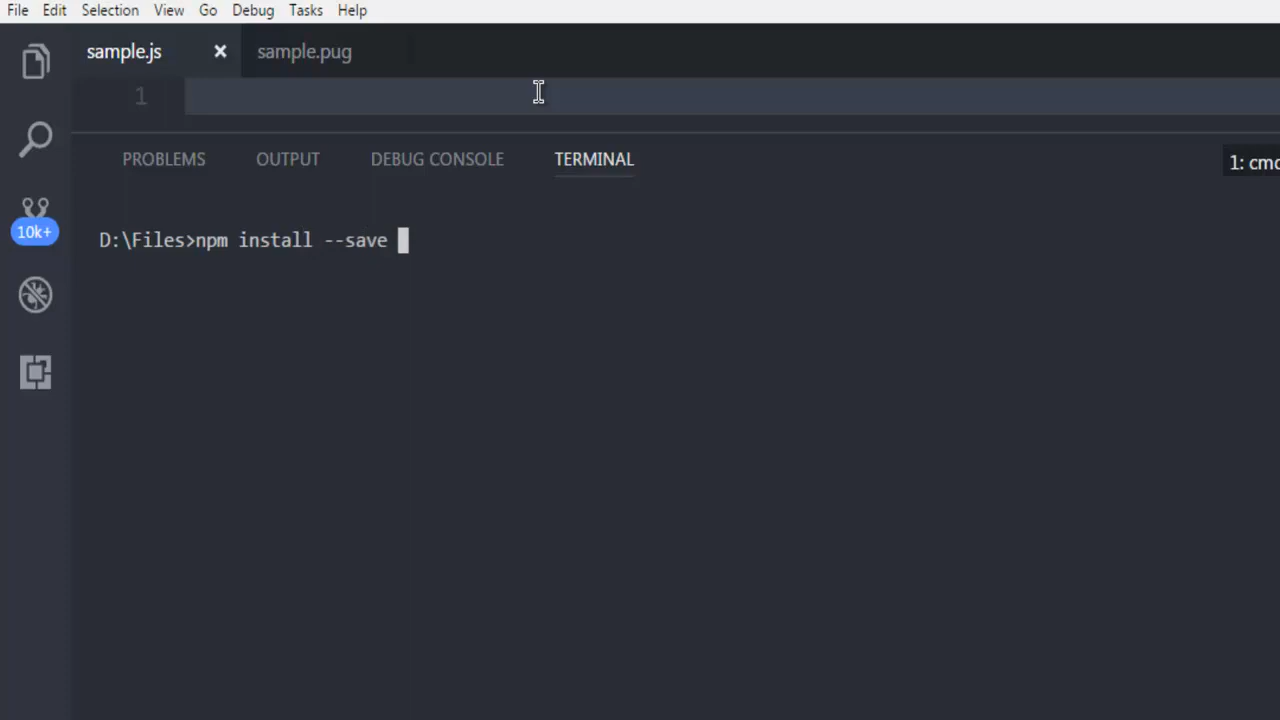 File Edit Selection View Go Debug Tasks Help
sample.js sample.pug
1
PROBLEMS OUTPUT DEBUG CONSOLE TERMINAL 1: cmd
10k+
D:\Files>npm install --save